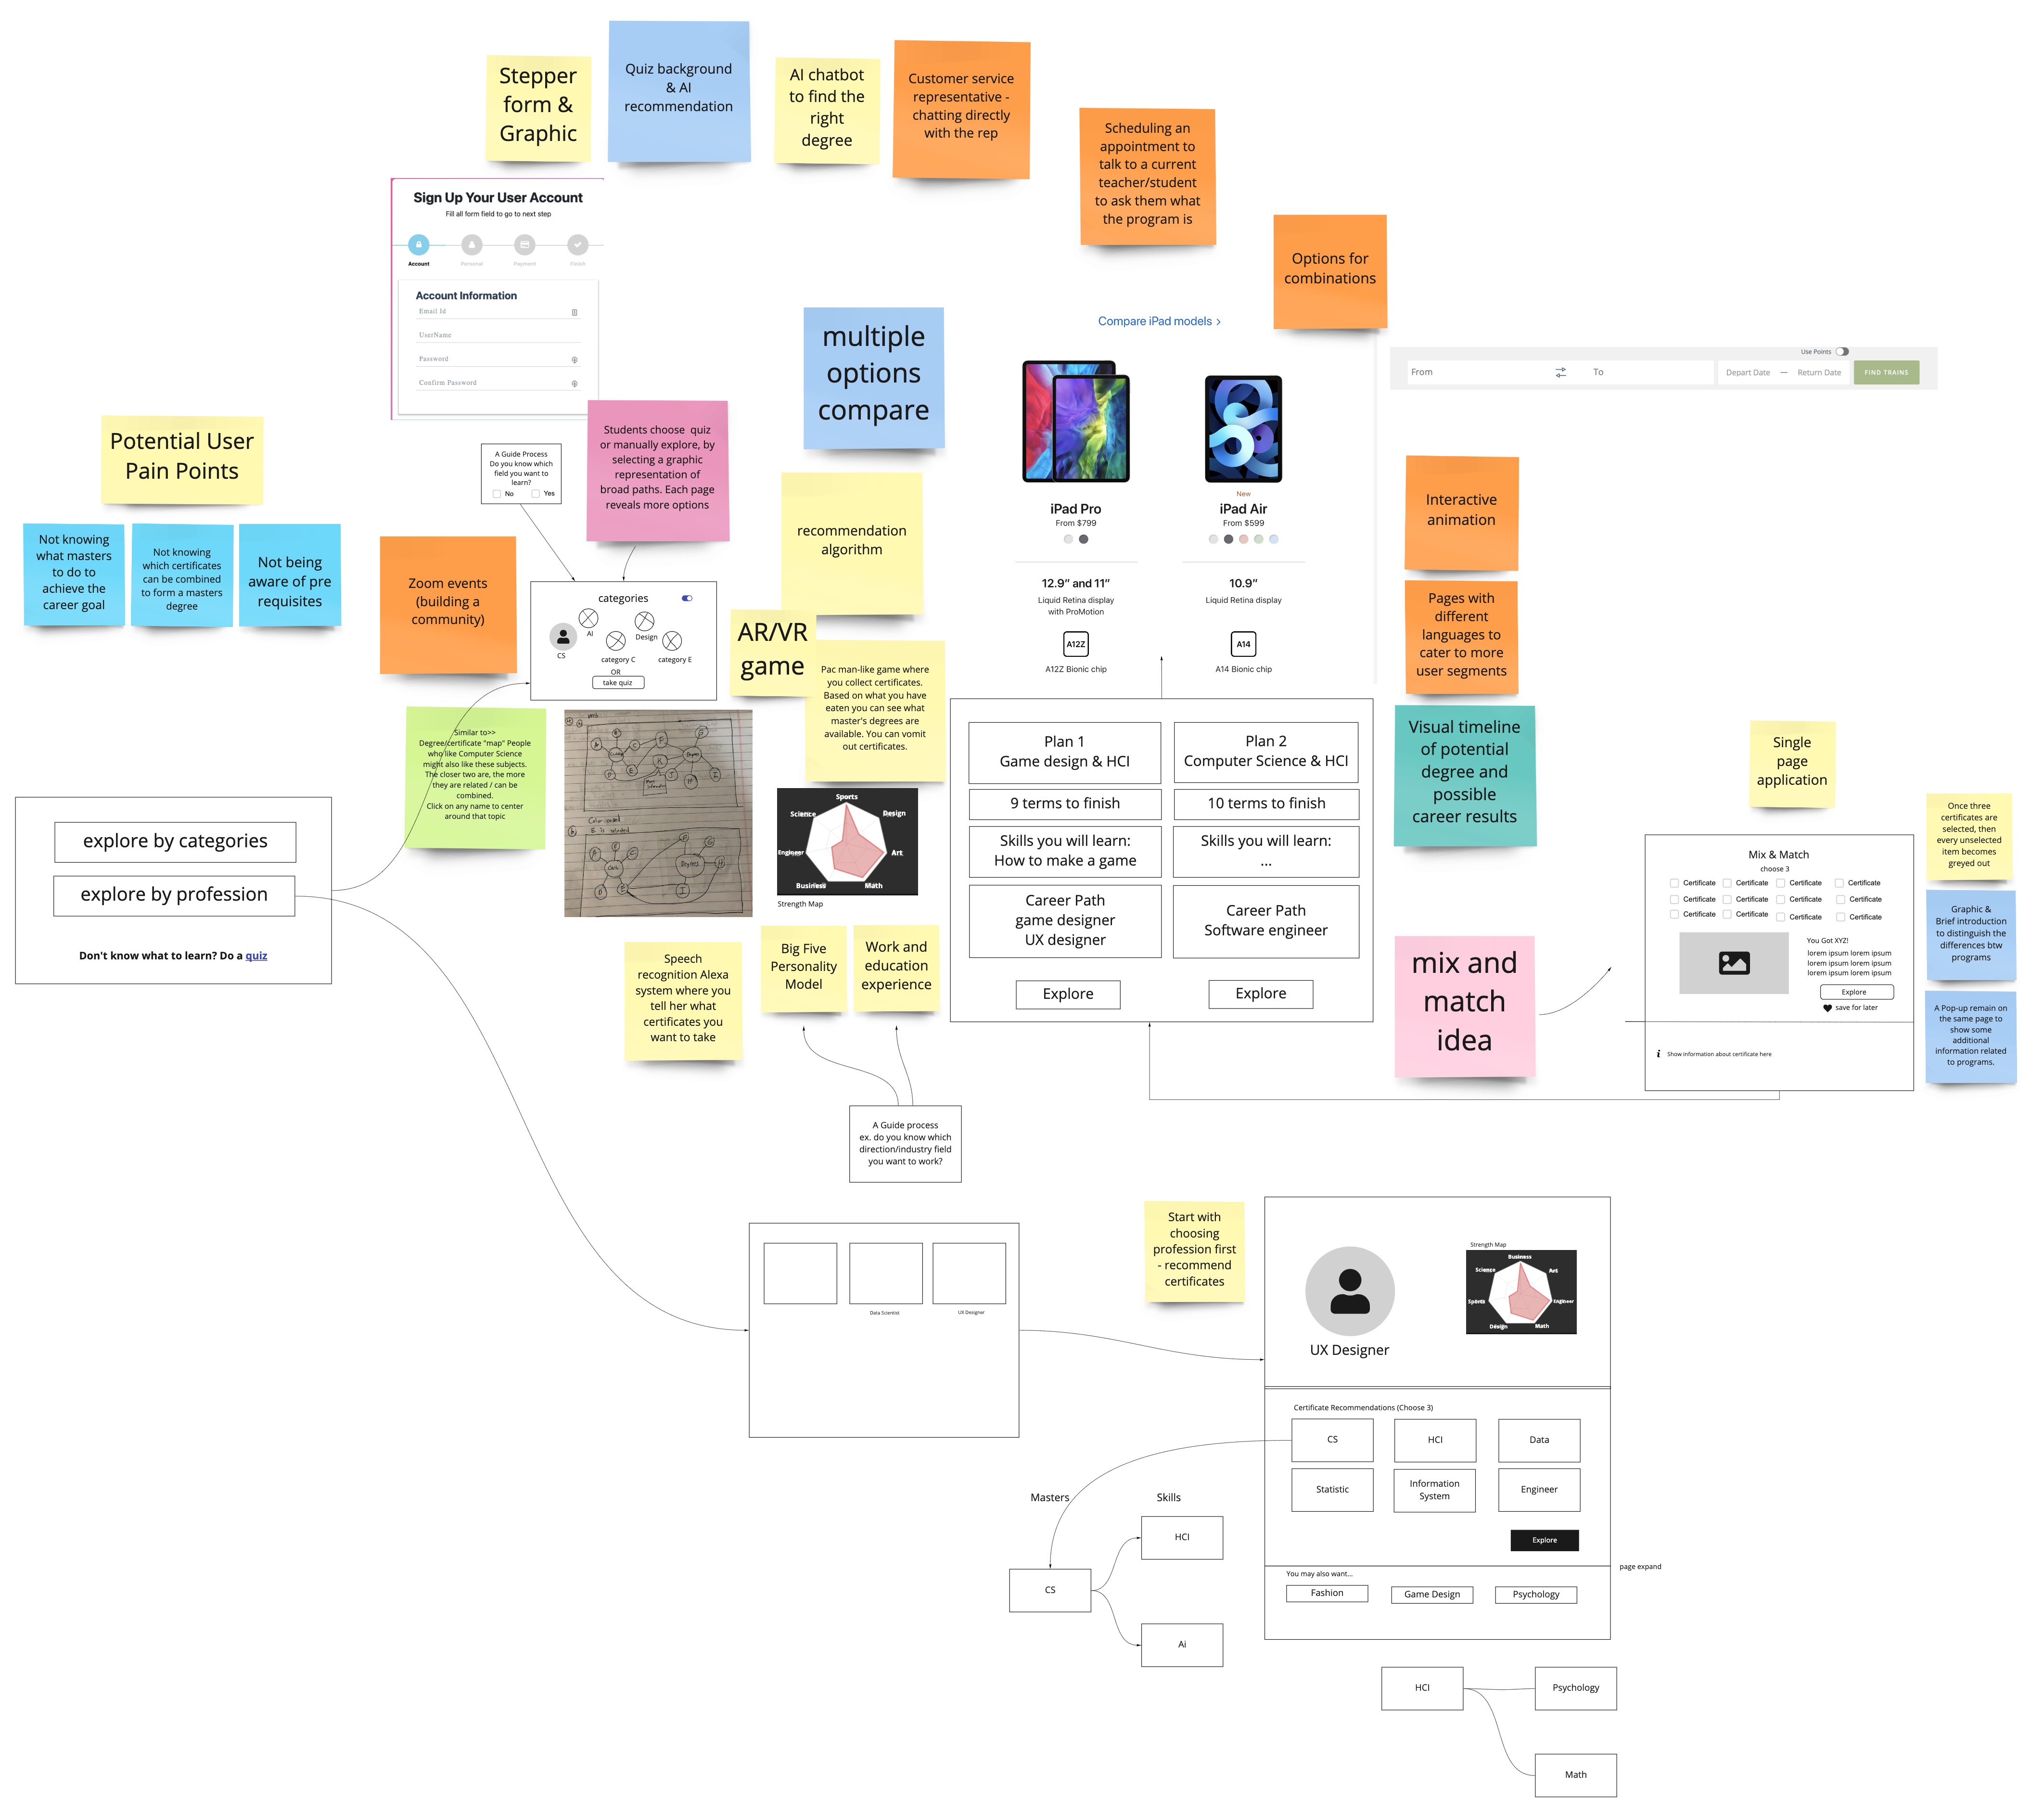 Stepper
form &
Graphic
Quiz background
& AI
recommendation
AI chatbot
to find the
right
degree
Customer service
representative -
chatting directly
with the rep
Scheduling an
appointment to
talk to a current
teacher/student
to ask them what
the program is
Options for
combinations
Sign Up Your User Account
Fill all form field to go to next step
Account
Personal
Payment
Finish
Account Information
Email Id
UserName
Password
Confirm Password
multiple
options
compare
Compare iPad models >
iPad Pro
From $799
12.9” and 11”
Liquid Retina display
with ProMotion
A12Z
A12Z Bionic chip
New
iPad Air
From $599
10.9”
Liquid Retina display
A14
A14 Bionic chip
Use Points
From
To
Depart Date — Return Date
FIND TRAINS
Potential User
Pain Points
Not knowing
what masters
to do to
achieve the
career goal
Not knowing
which certificates
can be combined
to form a masters
degree
Not being
aware of pre
requisites
A Guide Process
Do you know which
field you want to
learn?
No
Yes
Students choose quiz
or manually explore, by
selecting a graphic
representation of
broad paths. Each page
reveals more options
recommendation
algorithm
Interactive
animation
Zoom events
(building a
community)
categories
AI
Design
CS
category C
category E
OR
take quiz
AR/VR
game
Pac man-like game where
you collect certificates.
Based on what you have
eaten you can see what
master's degrees are
available. You can vomit
out certificates.
Pages with
different
languages to
cater to more
user segments
Similar to>>
Degree/certificate "map" People
who like Computer Science
might also like these subjects.
The closer two are, the more
they are related / can be
combined.
Click on any name to center
around that topic
Sports
Science
Design
Engineer
Art
Business
Math
Strength Map
Plan 1
Game design & HCI
9 terms to finish
Skills you will learn:
How to make a game
Career Path
game designer
UX designer
Explore
Plan 2
Computer Science & HCI
10 terms to finish
Skills you will learn:
...
Career Path
Software engineer
Explore
Visual timeline
of potential
degree and
possible
career results
Single
page
application
Once three
certificates are
selected, then
every unselected
item becomes
greyed out
Mix & Match
choose 3
Certificate Certificate Certificate Certificate
Certificate Certificate Certificate Certificate
Certificate Certificate Certificate Certificate
You Got XYZ!
lorem ipsum lorem ipsum
lorem ipsum lorem ipsum
lorem ipsum lorem ipsum
Explore
save for later
i Show information about certificate here
Graphic &
Brief introduction
to distinguish the
differences btw
programs
A Pop-up remain on
the same page to
show some
additional
information related
to programs.
explore by categories
explore by profession
Don't know what to learn? Do a quiz
Speech
recognition Alexa
system where you
tell her what
certificates you
want to take
Big Five
Personality
Model
Work and
education
experience
mix and
match
idea
A Guide process
ex. do you know which
direction/industry field
you want to work?
Data Scientist
UX Designer
Start with
choosing
profession first
- recommend
certificates
UX Designer
Strength Map
Business
Science
Art
Sports
Engineer
Design
Math
Certificate Recommendations (Choose 3)
CS
HCI
Data
Statistic
Information
System
Engineer
Explore
page expand
You may also want...
Fashion
Game Design
Psychology
Masters
Skills
CS
HCI
Ai
HCI
Psychology
Math